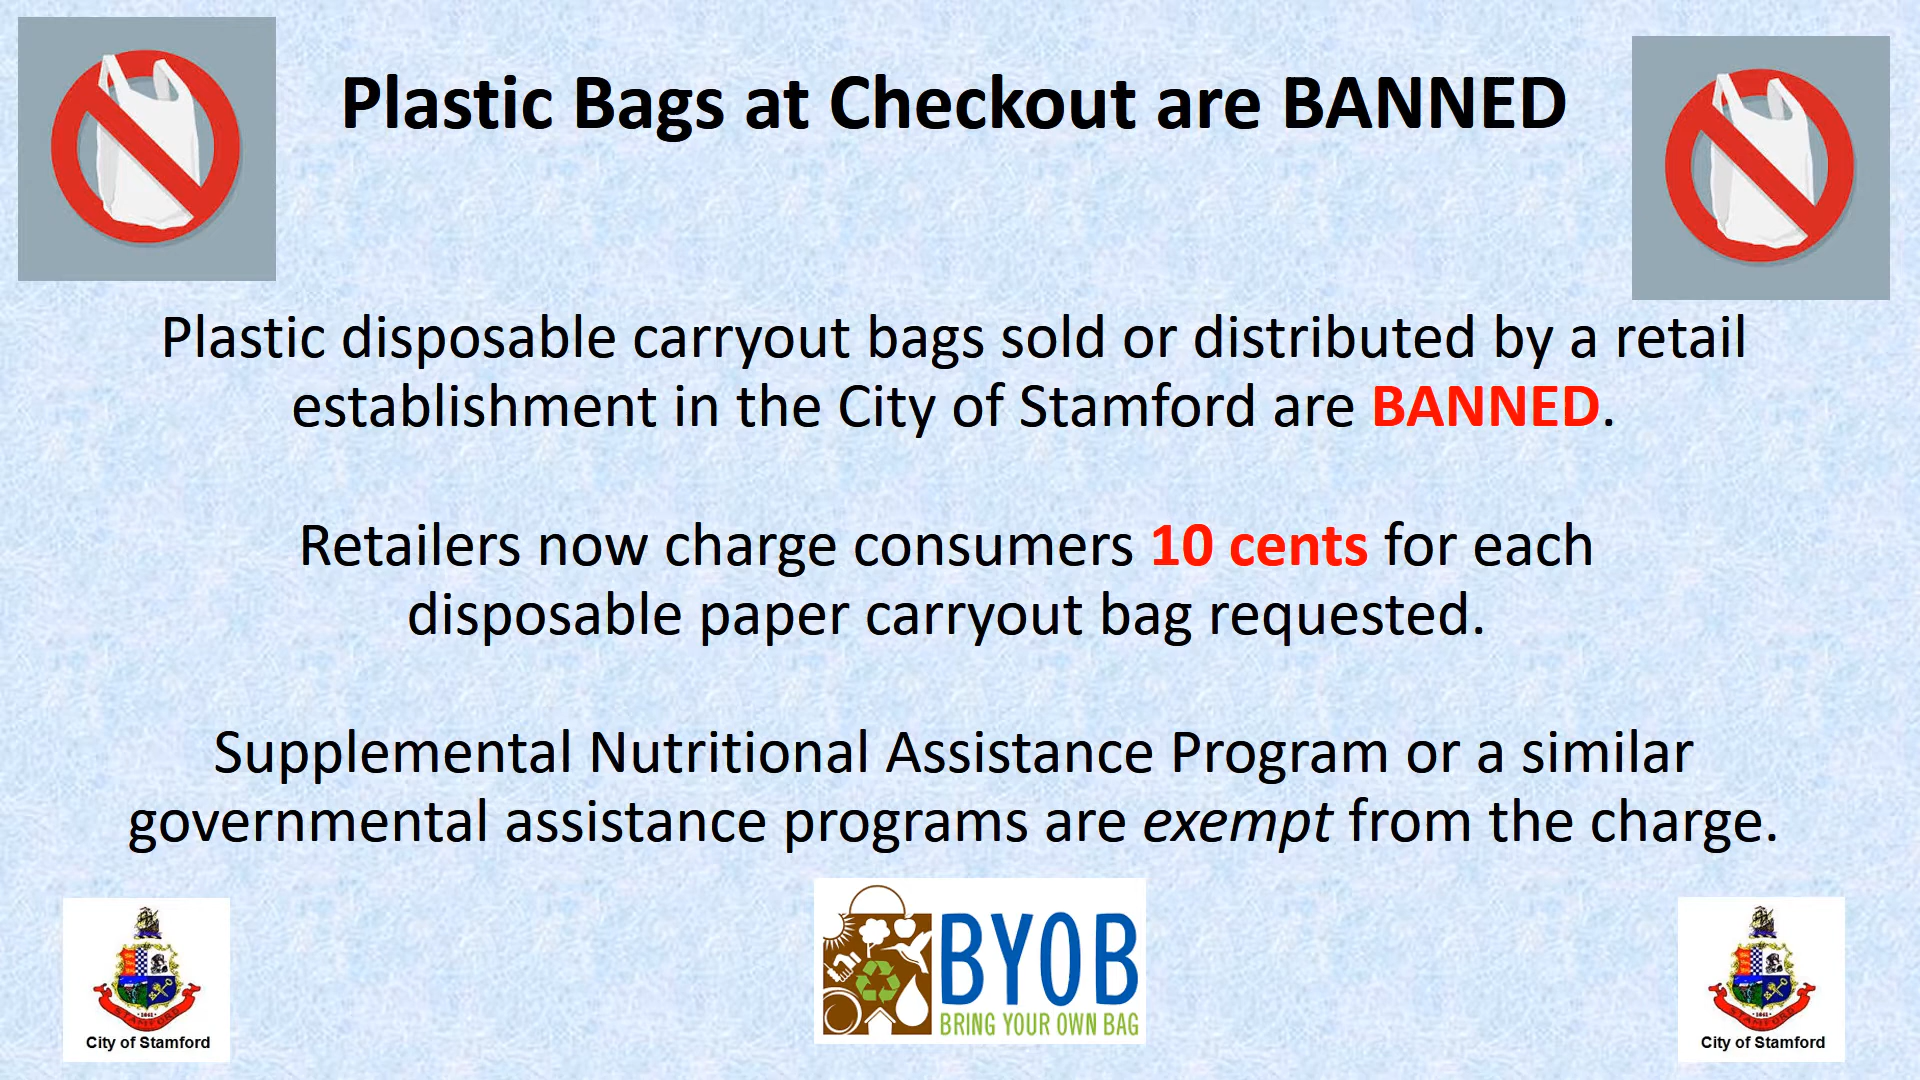 Plastic Bags at Checkout are BANNED
Plastic disposable carryout bags sold or distributed by a retail
establishment in the City of Stamford are BANNED.
Retailers now charge consumers 10 cents for each
disposable paper carryout bag requested.
Supplemental Nutritional Assistance Program or a similar
governmental assistance programs are exempt from the charge.
STAMFORD
City of Stamford
BYOB
BRING YOUR OWN BAG
STAMFORD
City of Stamford